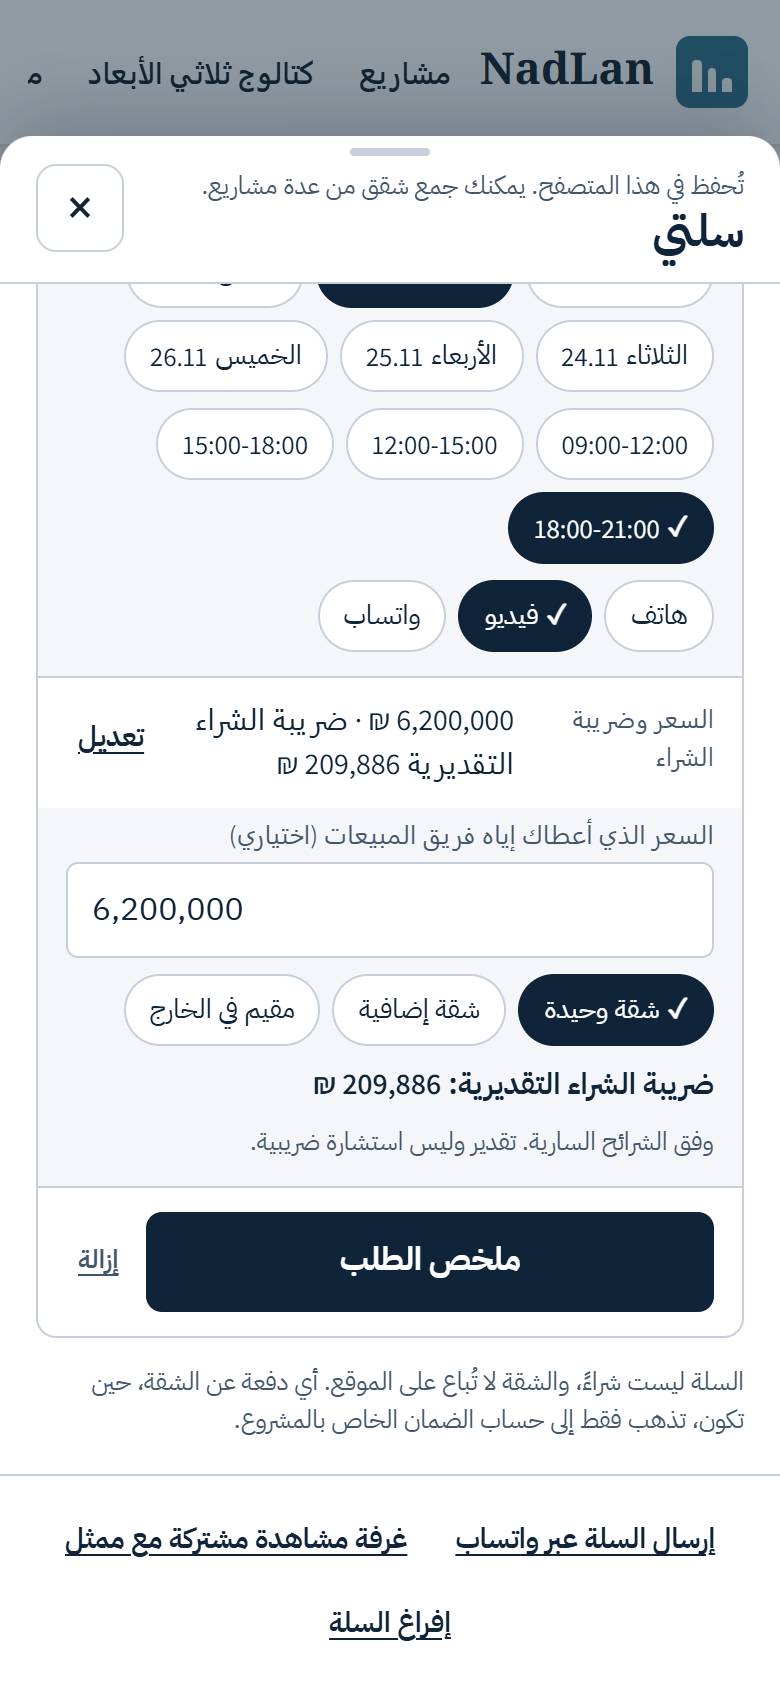 NadLan مشاريع كتالوج ثلاثي الأبعاد
تُحفظ في هذا المتصفح. يمكنك جمع شقق من عدة مشاريع.
سلتي
×
الثلاثاء 24.11 الأربعاء 25.11 الخميس 26.11
09:00-12:00 12:00-15:00 15:00-18:00
✓ 18:00-21:00
هاتف ✓ فيديو واتساب
السعر وضريبة الشراء
6,200,000 ₪ · ضريبة الشراء
التقديرية 209,886 ₪
تعديل
السعر الذي أعطاك إياه فريق المبيعات (اختياري)
6,200,000
✓ شقة وحيدة شقة إضافية مقيم في الخارج
ضريبة الشراء التقديرية: 209,886 ₪
وفق الشرائح السارية. تقدير وليس استشارة ضريبية.
ملخص الطلب إزالة
السلة ليست شراءً، والشقة لا تُباع على الموقع. أي دفعة عن الشقة، حين
تكون، تذهب فقط إلى حساب الضمان الخاص بالمشروع.
إرسال السلة عبر واتساب غرفة مشاهدة مشتركة مع ممثل
إفراغ السلة